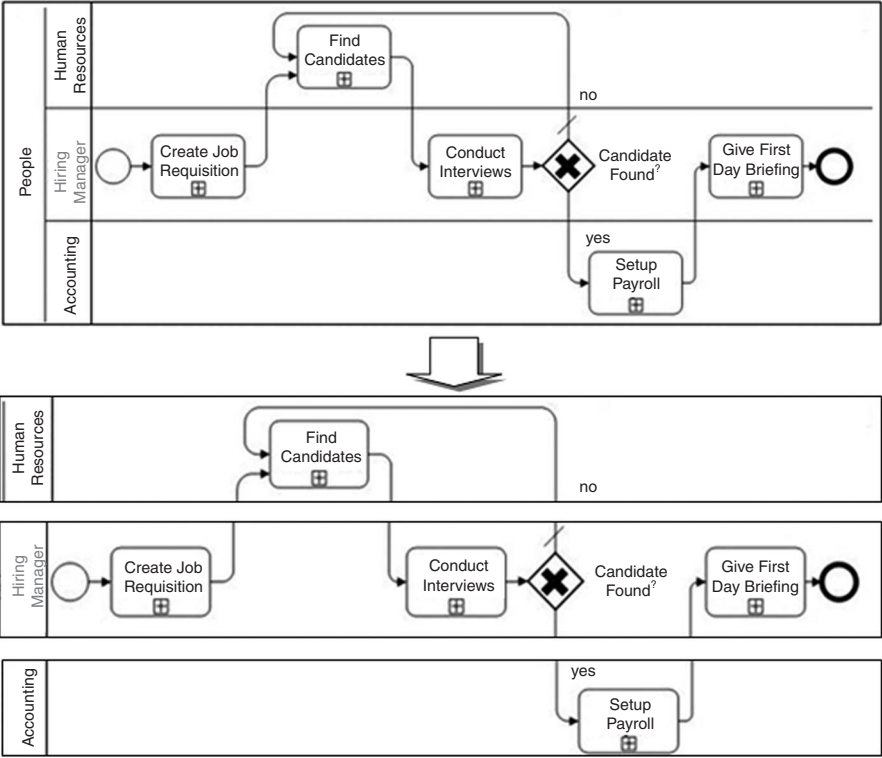 People
Human
Resources
Find
Candidates
no
Hiring
Manager
Create Job
Requisition
Conduct
Interviews
Candidate
Found?
Give First
Day Briefing
Accounting
yes
Setup
Payroll
Human
Resources
Find
Candidates
no
Hiring
Manager
Create Job
Requisition
Conduct
Interviews
Candidate
Found?
Give First
Day Briefing
Accounting
yes
Setup
Payroll